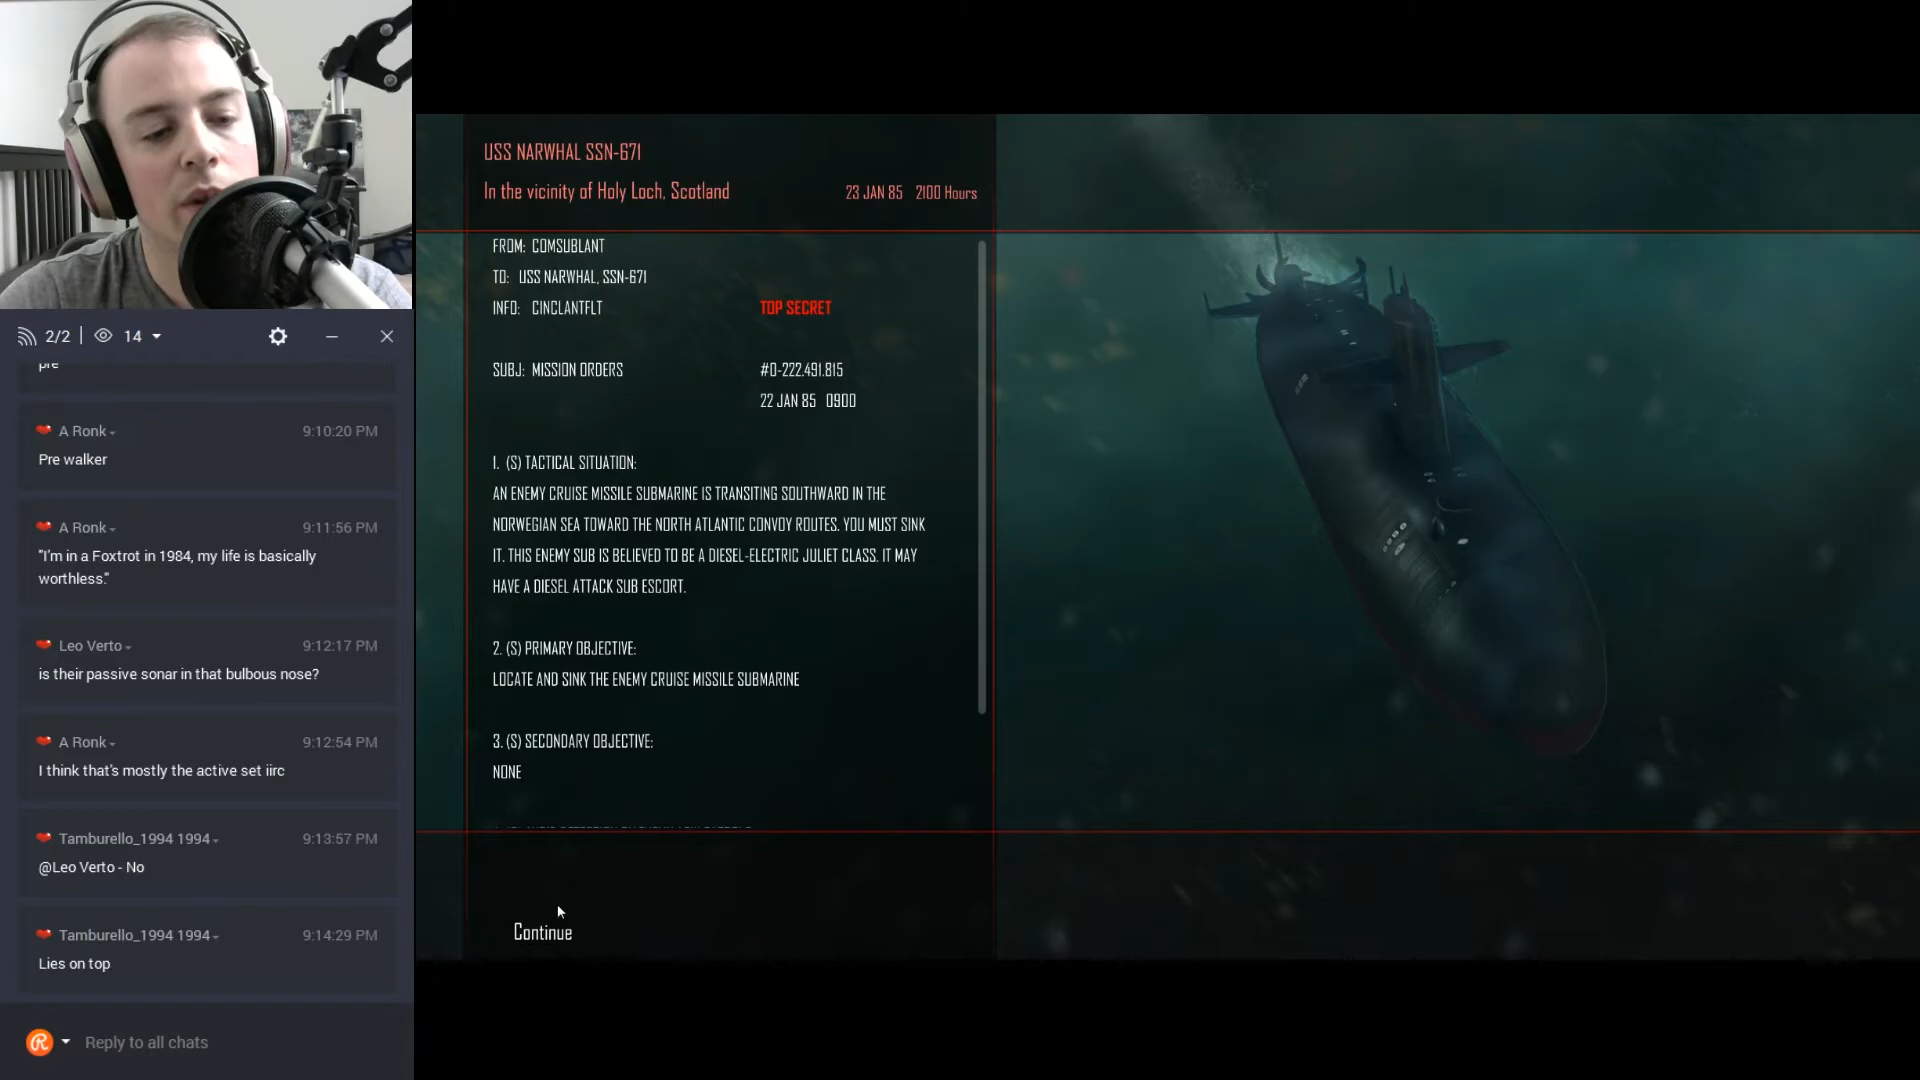 USS NARWHAL SSN-671
In the vicinity of Holy Loch, Scotland
23 JAN 85 2100 Hours
FROM: COMSUBLANT
TO: USS NARWHAL, SSN-671
INFO: CINCLANTFLT
TOP SECRET
SUBJ: MISSION ORDERS
#0-222.491.815
22 JAN 85 0900
1. (S) TACTICAL SITUATION:
AN ENEMY CRUISE MISSILE SUBMARINE IS TRANSITING SOUTHWARD IN THE
NORWEGIAN SEA TOWARD THE NORTH ATLANTIC CONVOY ROUTES. YOU MUST SINK
IT. THIS ENEMY SUB IS BELIEVED TO BE A DIESEL-ELECTRIC JULIET CLASS. IT MAY
HAVE A DIESEL ATTACK SUB ESCORT.
2. (S) PRIMARY OBJECTIVE:
LOCATE AND SINK THE ENEMY CRUISE MISSILE SUBMARINE
3. (S) SECONDARY OBJECTIVE:
NONE
Continue
2/2 14
pre
A Ronk 9:10:20 PM
Pre walker
A Ronk 9:11:56 PM
"I'm in a Foxtrot in 1984, my life is basically
worthless."
Leo Verto 9:12:17 PM
is their passive sonar in that bulbous nose?
A Ronk 9:12:54 PM
I think that's mostly the active set iirc
Tamburello_1994 1994 9:13:57 PM
@Leo Verto - No
Tamburello_1994 1994 9:14:29 PM
Lies on top
Reply to all chats